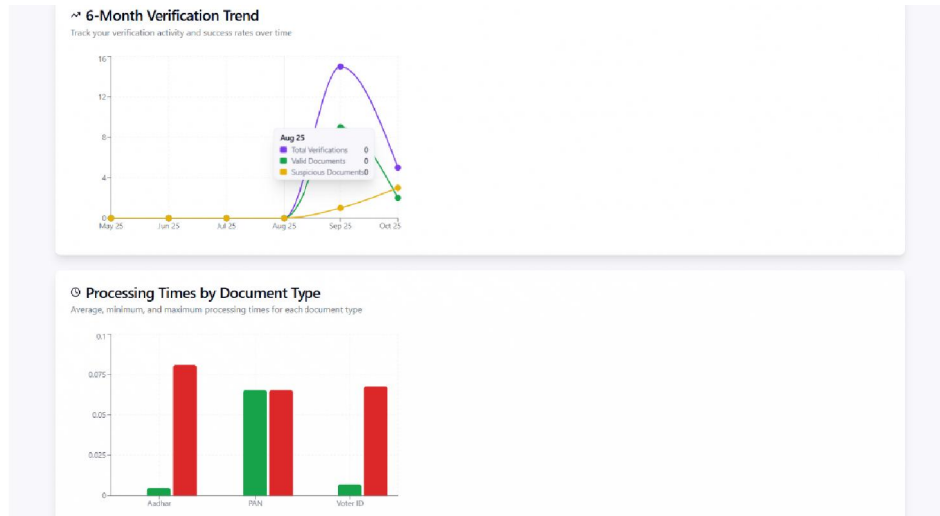 6-Month Verification Trend
Track your verification activity and success rates over time
16
12
8
4
0
Aug 25
Total Verifications 0
Valid Documents 0
Suspicious Documents0
May 25 Jun 25 Jul 25 Aug 25 Sep 25 Oct 25
Processing Times by Document Type
Average, minimum, and maximum processing times for each document type
0.1
0.075
0.05
0.025
0
Aadhar PAN Voter ID